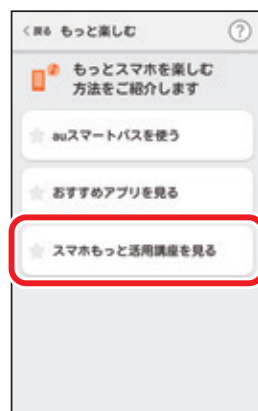 ＜戻る もっと楽しむ ?
もっとスマホを楽しむ
方法をご紹介します
auスマートパスを使う
おすすめアプリを見る
スマホもっと活用講座を見る